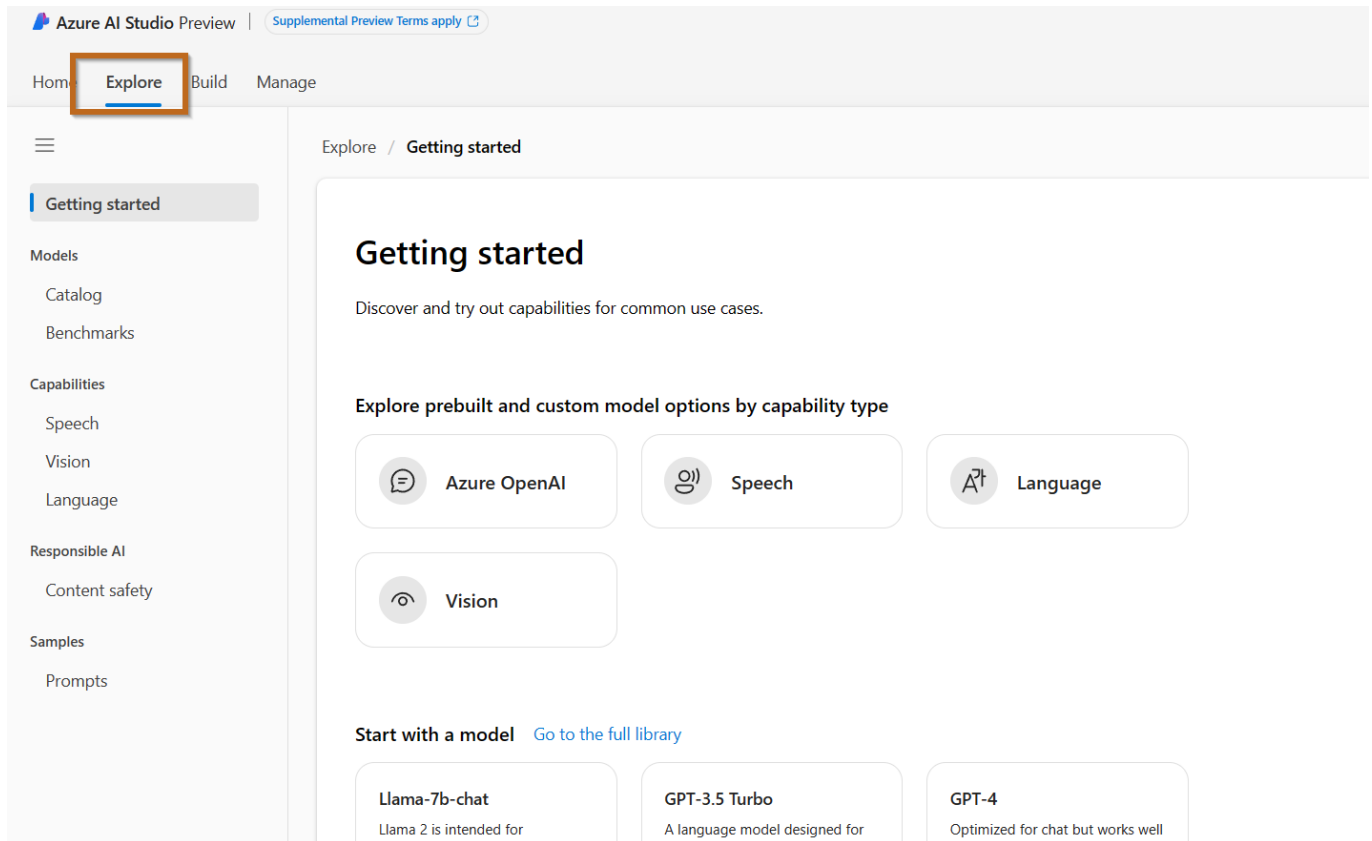 Azure AI Studio Preview
Supplemental Preview Terms apply
Home Explore Build Manage
Getting started
Models
Catalog
Benchmarks
Capabilities
Speech
Vision
Language
Responsible AI
Content safety
Samples
Prompts
Explore / Getting started
Getting started
Discover and try out capabilities for common use cases.
Explore prebuilt and custom model options by capability type
Azure OpenAI
Speech
Language
Vision
Start with a model Go to the full library
Llama-7b-chat
Llama 2 is intended for
GPT-3.5 Turbo
A language model designed for
GPT-4
Optimized for chat but works well